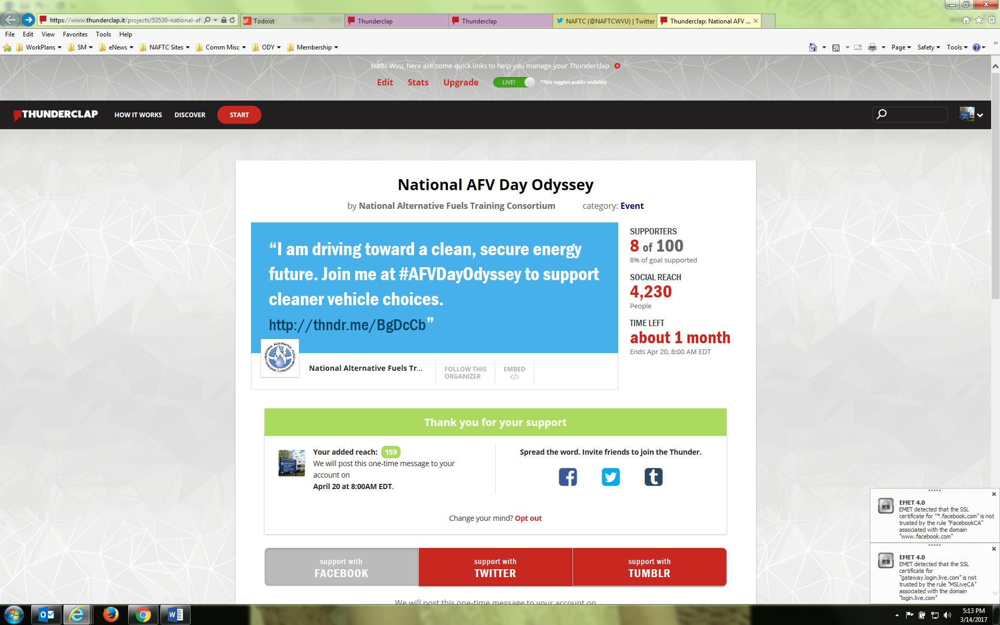 https://www.thunderclap.it/projects/53530-national-af
Todoist
Thunderclap
Thunderclap
NAFTC (@NAFTCWVU) | Twitter
Thunderclap: National AFV ...
File Edit View Favorites Tools Help
WorkPlans SM eNews NAFTC Sites Comm Misc ODY Membership
Page Safety Tools
Naftc Wvu, here are some quick links to help you manage your Thunderclap
Edit Stats Upgrade LIVE! *This toggles public visibility
THUNDERCLAP HOW IT WORKS DISCOVER START
National AFV Day Odyssey
by National Alternative Fuels Training Consortium category: Event
“I am driving toward a clean, secure energy
future. Join me at #AFVDayOdyssey to support
cleaner vehicle choices.
http://thndr.me/BgDcCb”
SUPPORTERS
8 of 100
8% of goal supported
SOCIAL REACH
4,230
People
TIME LEFT
about 1 month
Ends Apr 20, 8:00 AM EDT
NATIONAL ALTERNATIVE FUELS
TRAINING CONSORTIUM
National Alternative Fuels Tr...
FOLLOW THIS
ORGANIZER
EMBED
</>
Thank you for your support
Your added reach: 159
We will post this one-time message to your
account on
April 20 at 8:00AM EDT.
Spread the word. Invite friends to join the Thunder.
Change your mind? Opt out
support with
FACEBOOK
support with
TWITTER
support with
TUMBLR
We will post this one-time message to your account on
EMET 4.0
EMET detected that the SSL
certificate for "*.facebook.com" is not
trusted by the rule "FacebookCA"
associated with the domain
"www.facebook.com"
EMET 4.0
EMET detected that the SSL
certificate for
"gateway.login.live.com" is not
trusted by the rule "MSLiveCA"
associated with the domain
"login.live.com"
5:13 PM
3/14/2017